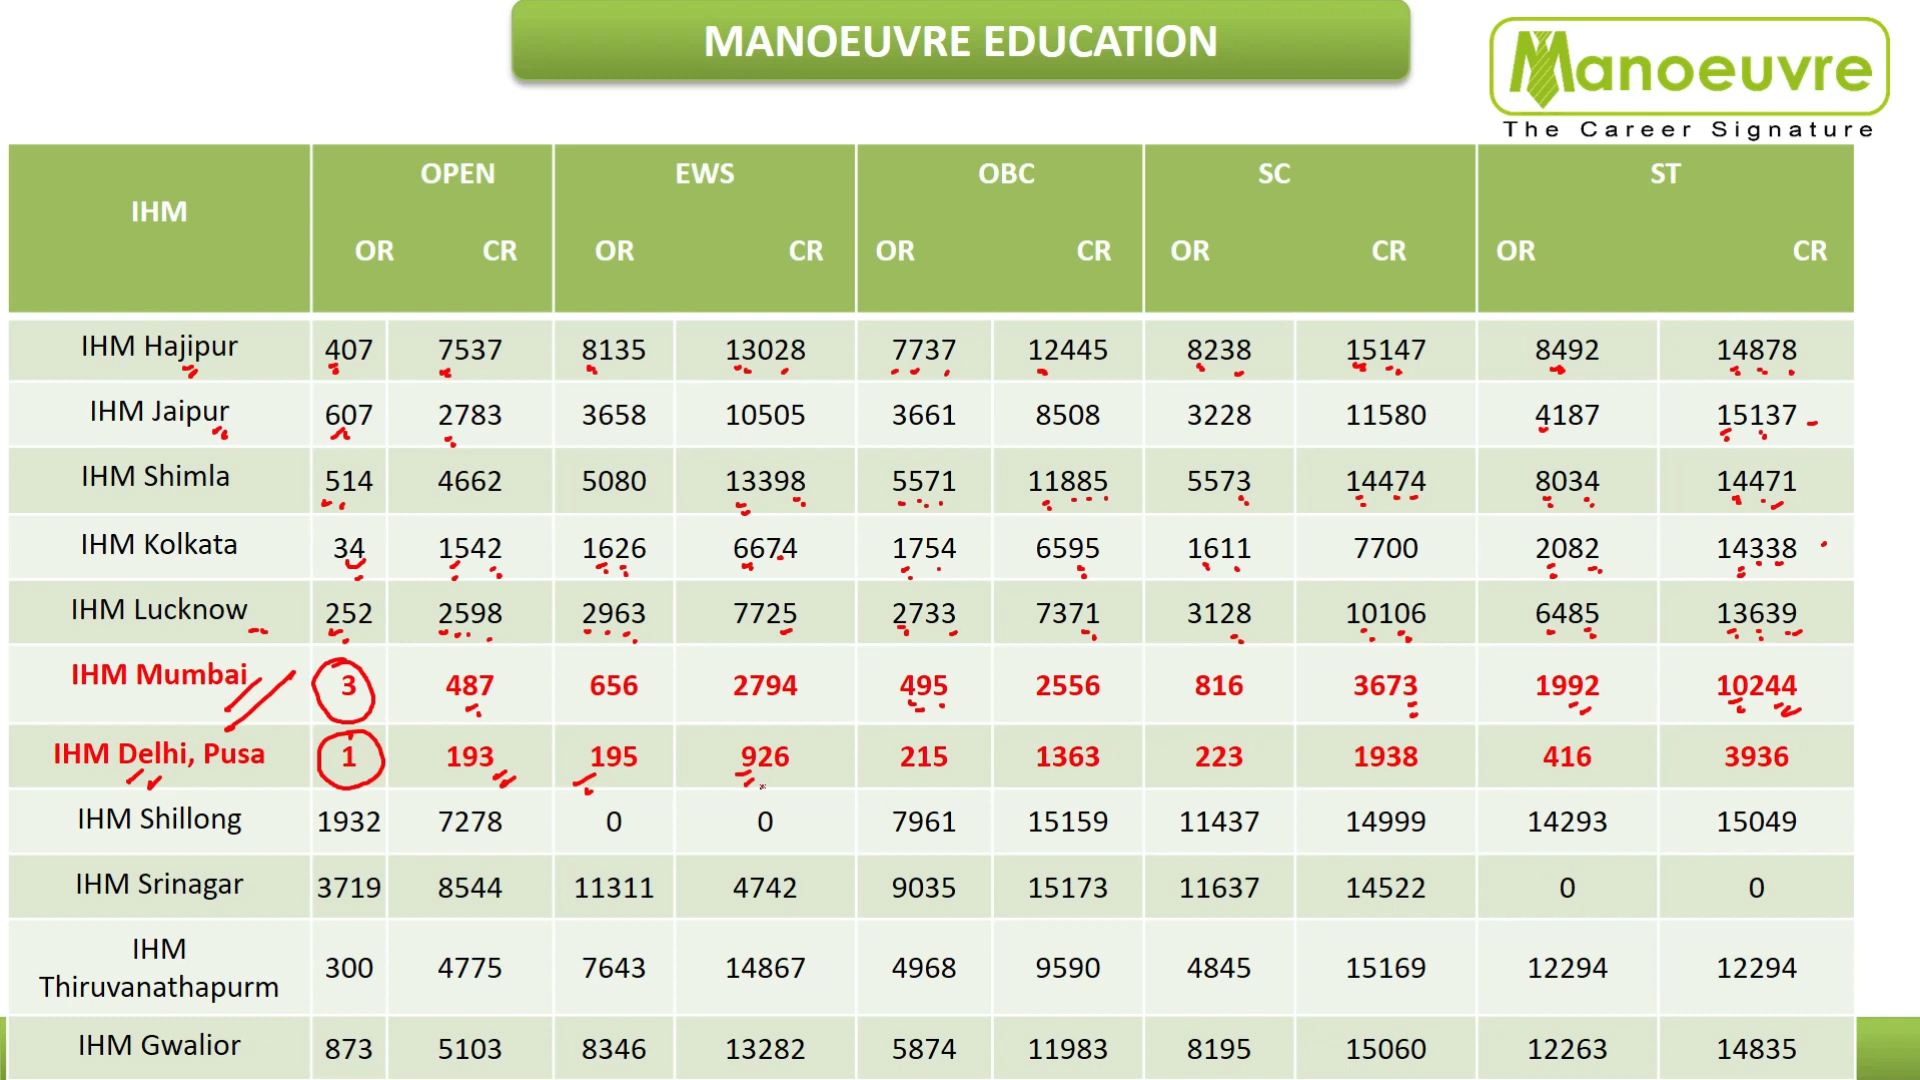 MANOEUVRE EDUCATION
Manoeuvre
The Career Signature
IHM OPEN EWS OBC SC ST
OR CR OR CR OR CR OR CR OR CR
IHM Hajipur 407 7537 8135 13028 7737 12445 8238 15147 8492 14878
IHM Jaipur 607 2783 3658 10505 3661 8508 3228 11580 4187 15137
IHM Shimla 514 4662 5080 13398 5571 11885 5573 14474 8034 14471
IHM Kolkata 34 1542 1626 6674 1754 6595 1611 7700 2082 14338
IHM Lucknow 252 2598 2963 7725 2733 7371 3128 10106 6485 13639
IHM Mumbai 3 487 656 2794 495 2556 816 3673 1992 10244
IHM Delhi, Pusa 1 193 195 926 215 1363 223 1938 416 3936
IHM Shillong 1932 7278 0 0 7961 15159 11437 14999 14293 15049
IHM Srinagar 3719 8544 11311 4742 9035 15173 11637 14522 0 0
IHM
Thiruvanathapurm 300 4775 7643 14867 4968 9590 4845 15169 12294 12294
IHM Gwalior 873 5103 8346 13282 5874 11983 8195 15060 12263 14835